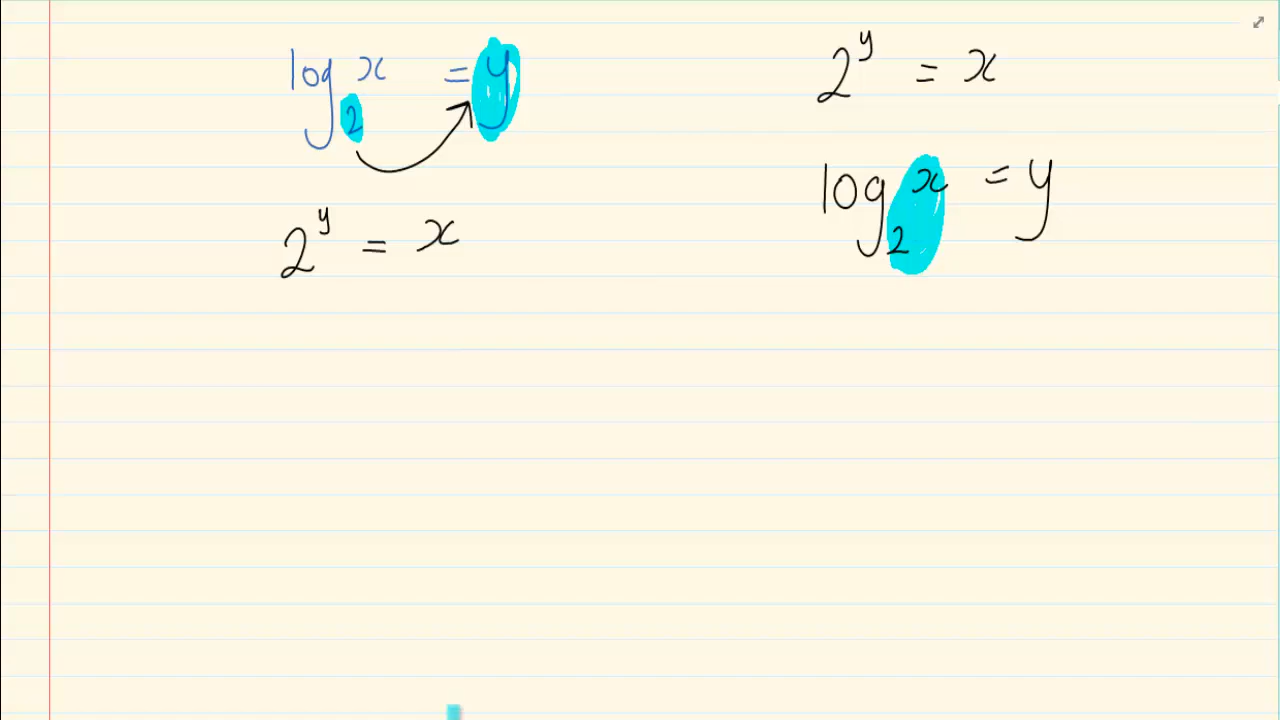 log₂ x = y
2^y = x
2^y = x
log₂ x = y